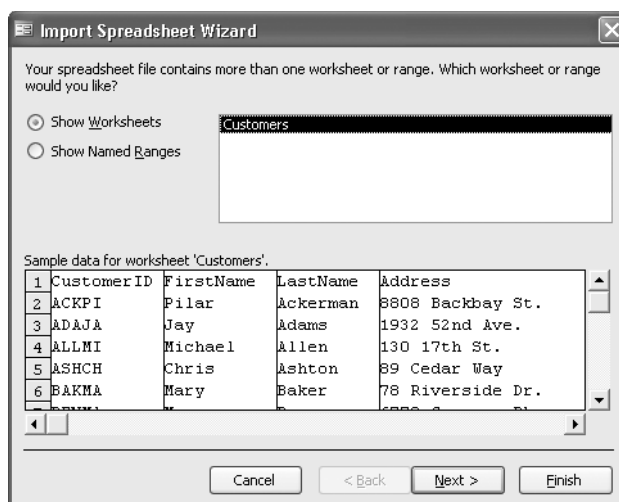 Import Spreadsheet Wizard
Your spreadsheet file contains more than one worksheet or range. Which worksheet or range
would you like?
Show Worksheets
Customers
Show Named Ranges
Sample data for worksheet 'Customers'.
1 CustomerID FirstName LastName Address
2 ACKPI Pilar Ackerman 8808 Backbay St.
3 ADAJA Jay Adams 1932 52nd Ave.
4 ALLMI Michael Allen 130 17th St.
5 ASHCH Chris Ashton 89 Cedar Way
6 BAKMA Mary Baker 78 Riverside Dr.
Cancel < Back Next > Finish